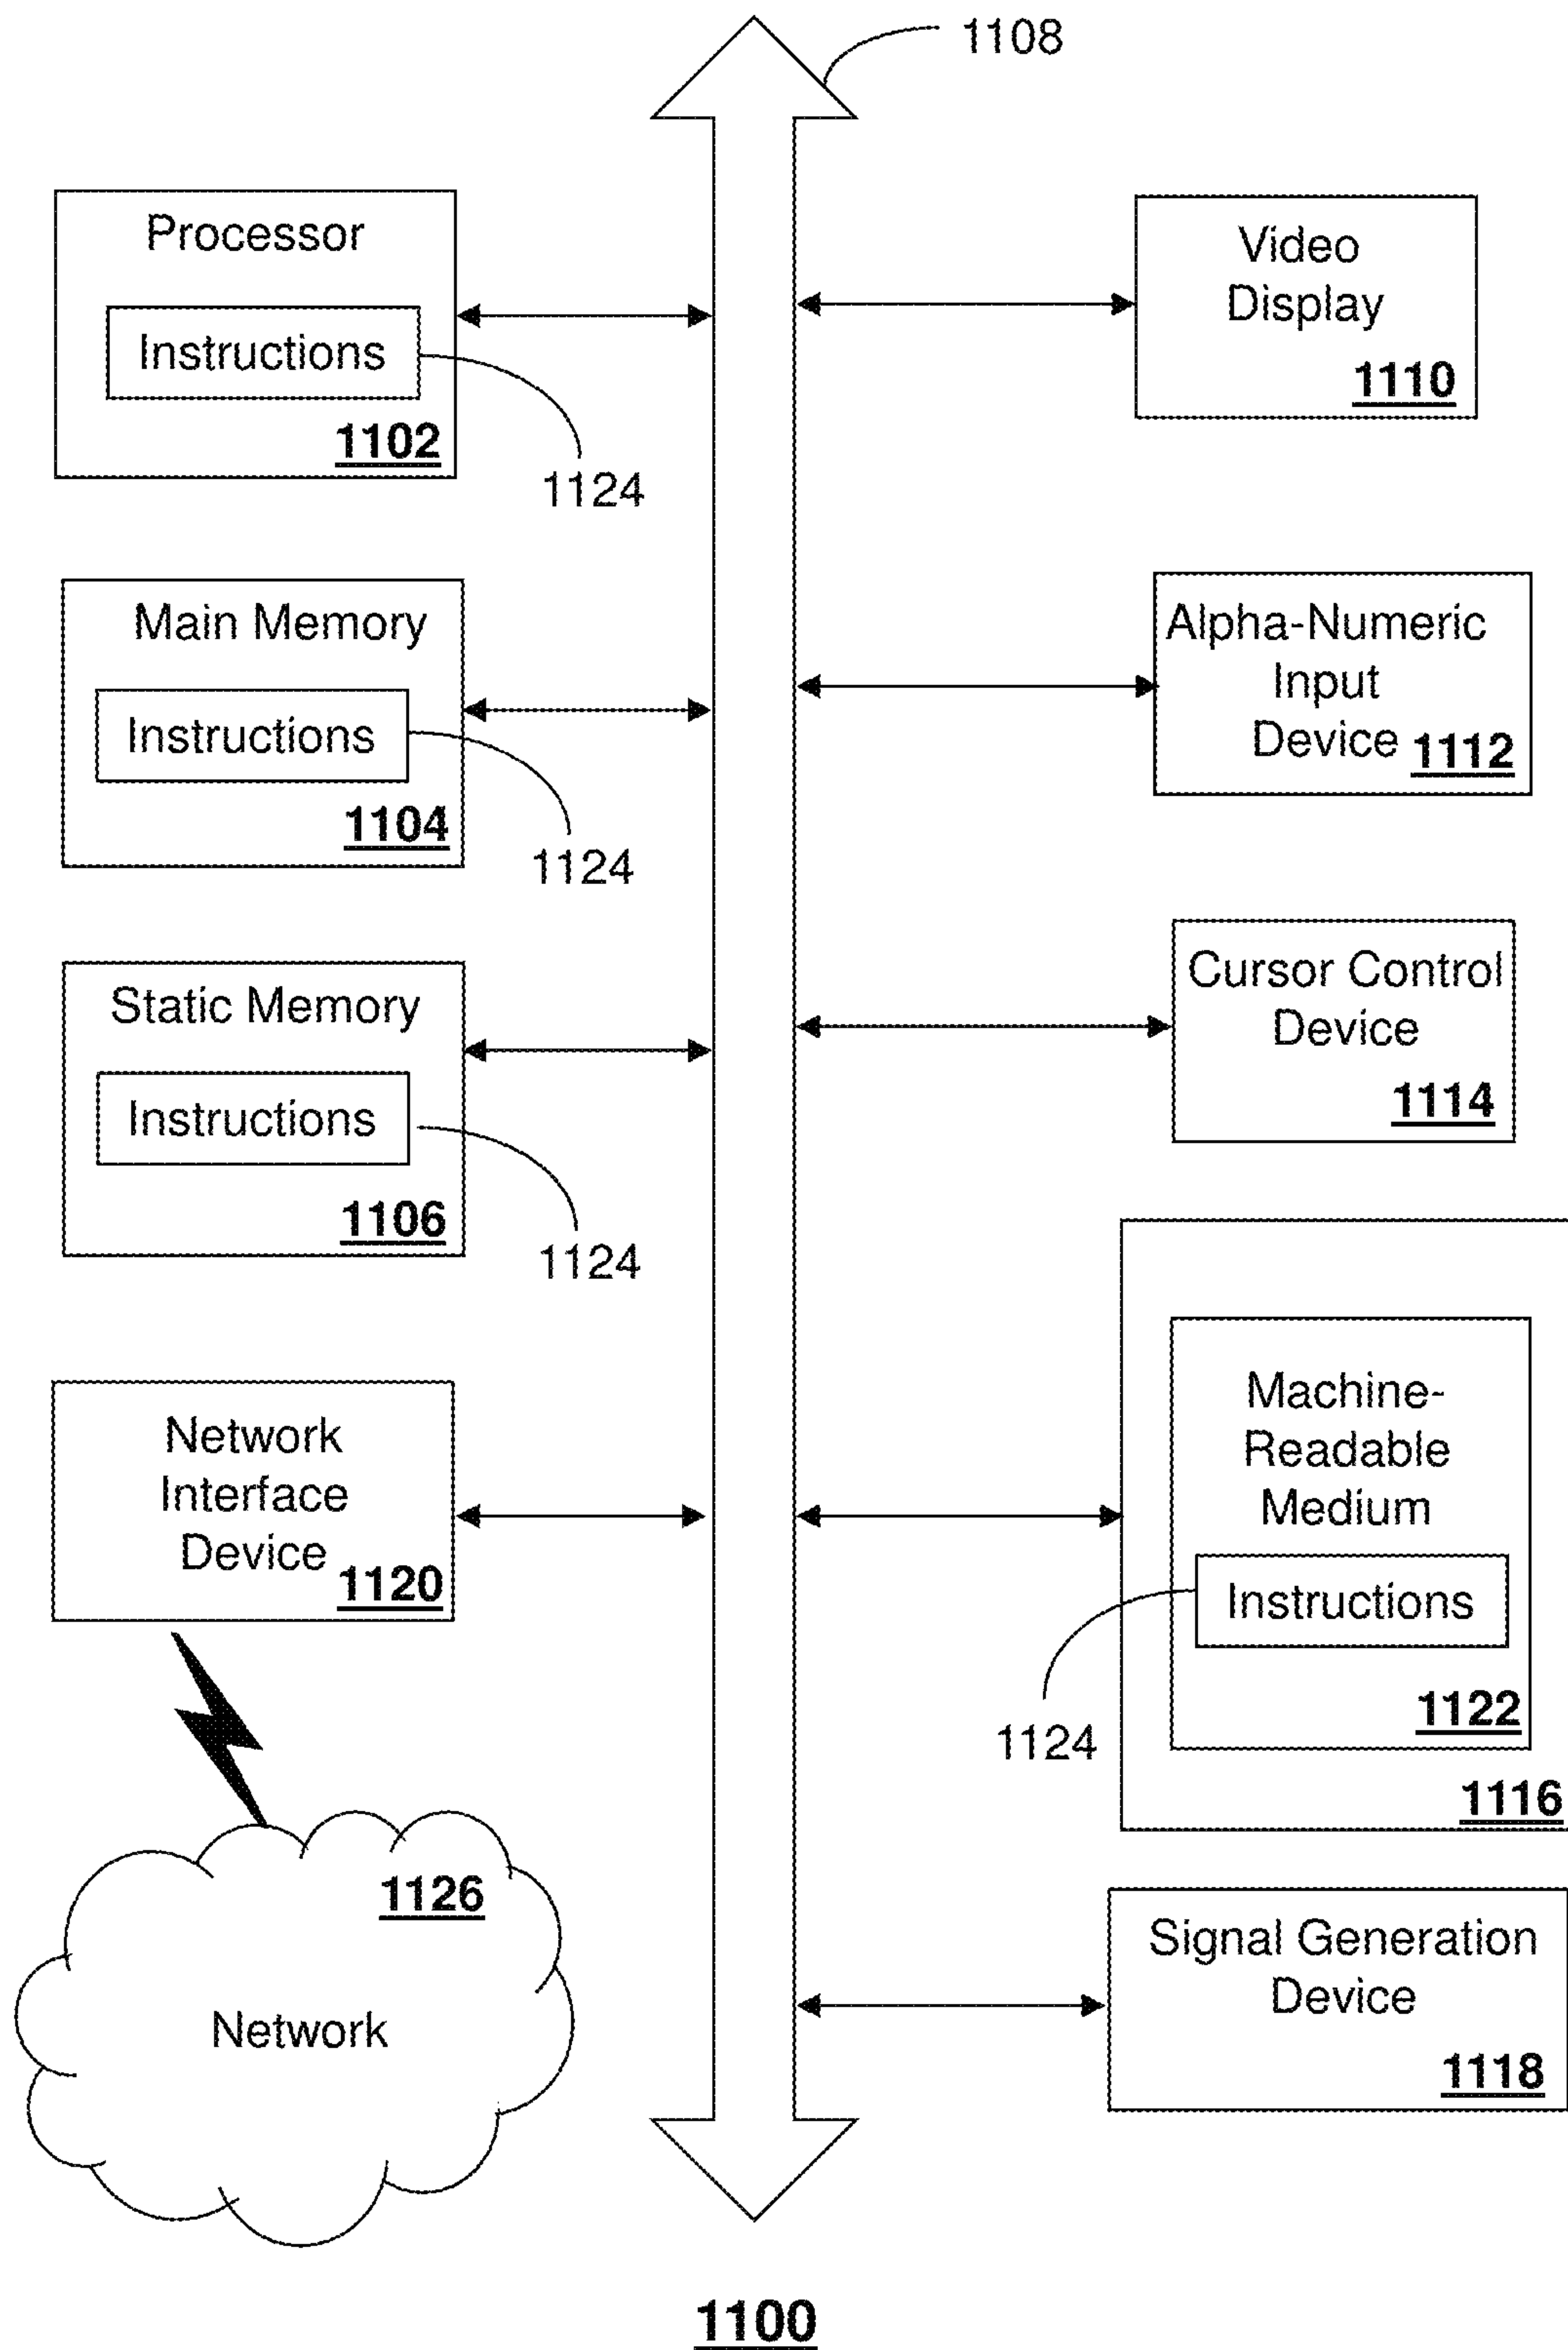 1108
Processor
Instructions
1102
1124
Main Memory
Instructions
1104
1124
Static Memory
Instructions
1106
1124
Network
Interface
Device
1120
1126
Network
Video
Display
1110
Alpha-Numeric
Input
Device 1112
Cursor Control
Device
1114
Machine-
Readable
Medium
Instructions
1124
1122
1116
Signal Generation
Device
1118
1100